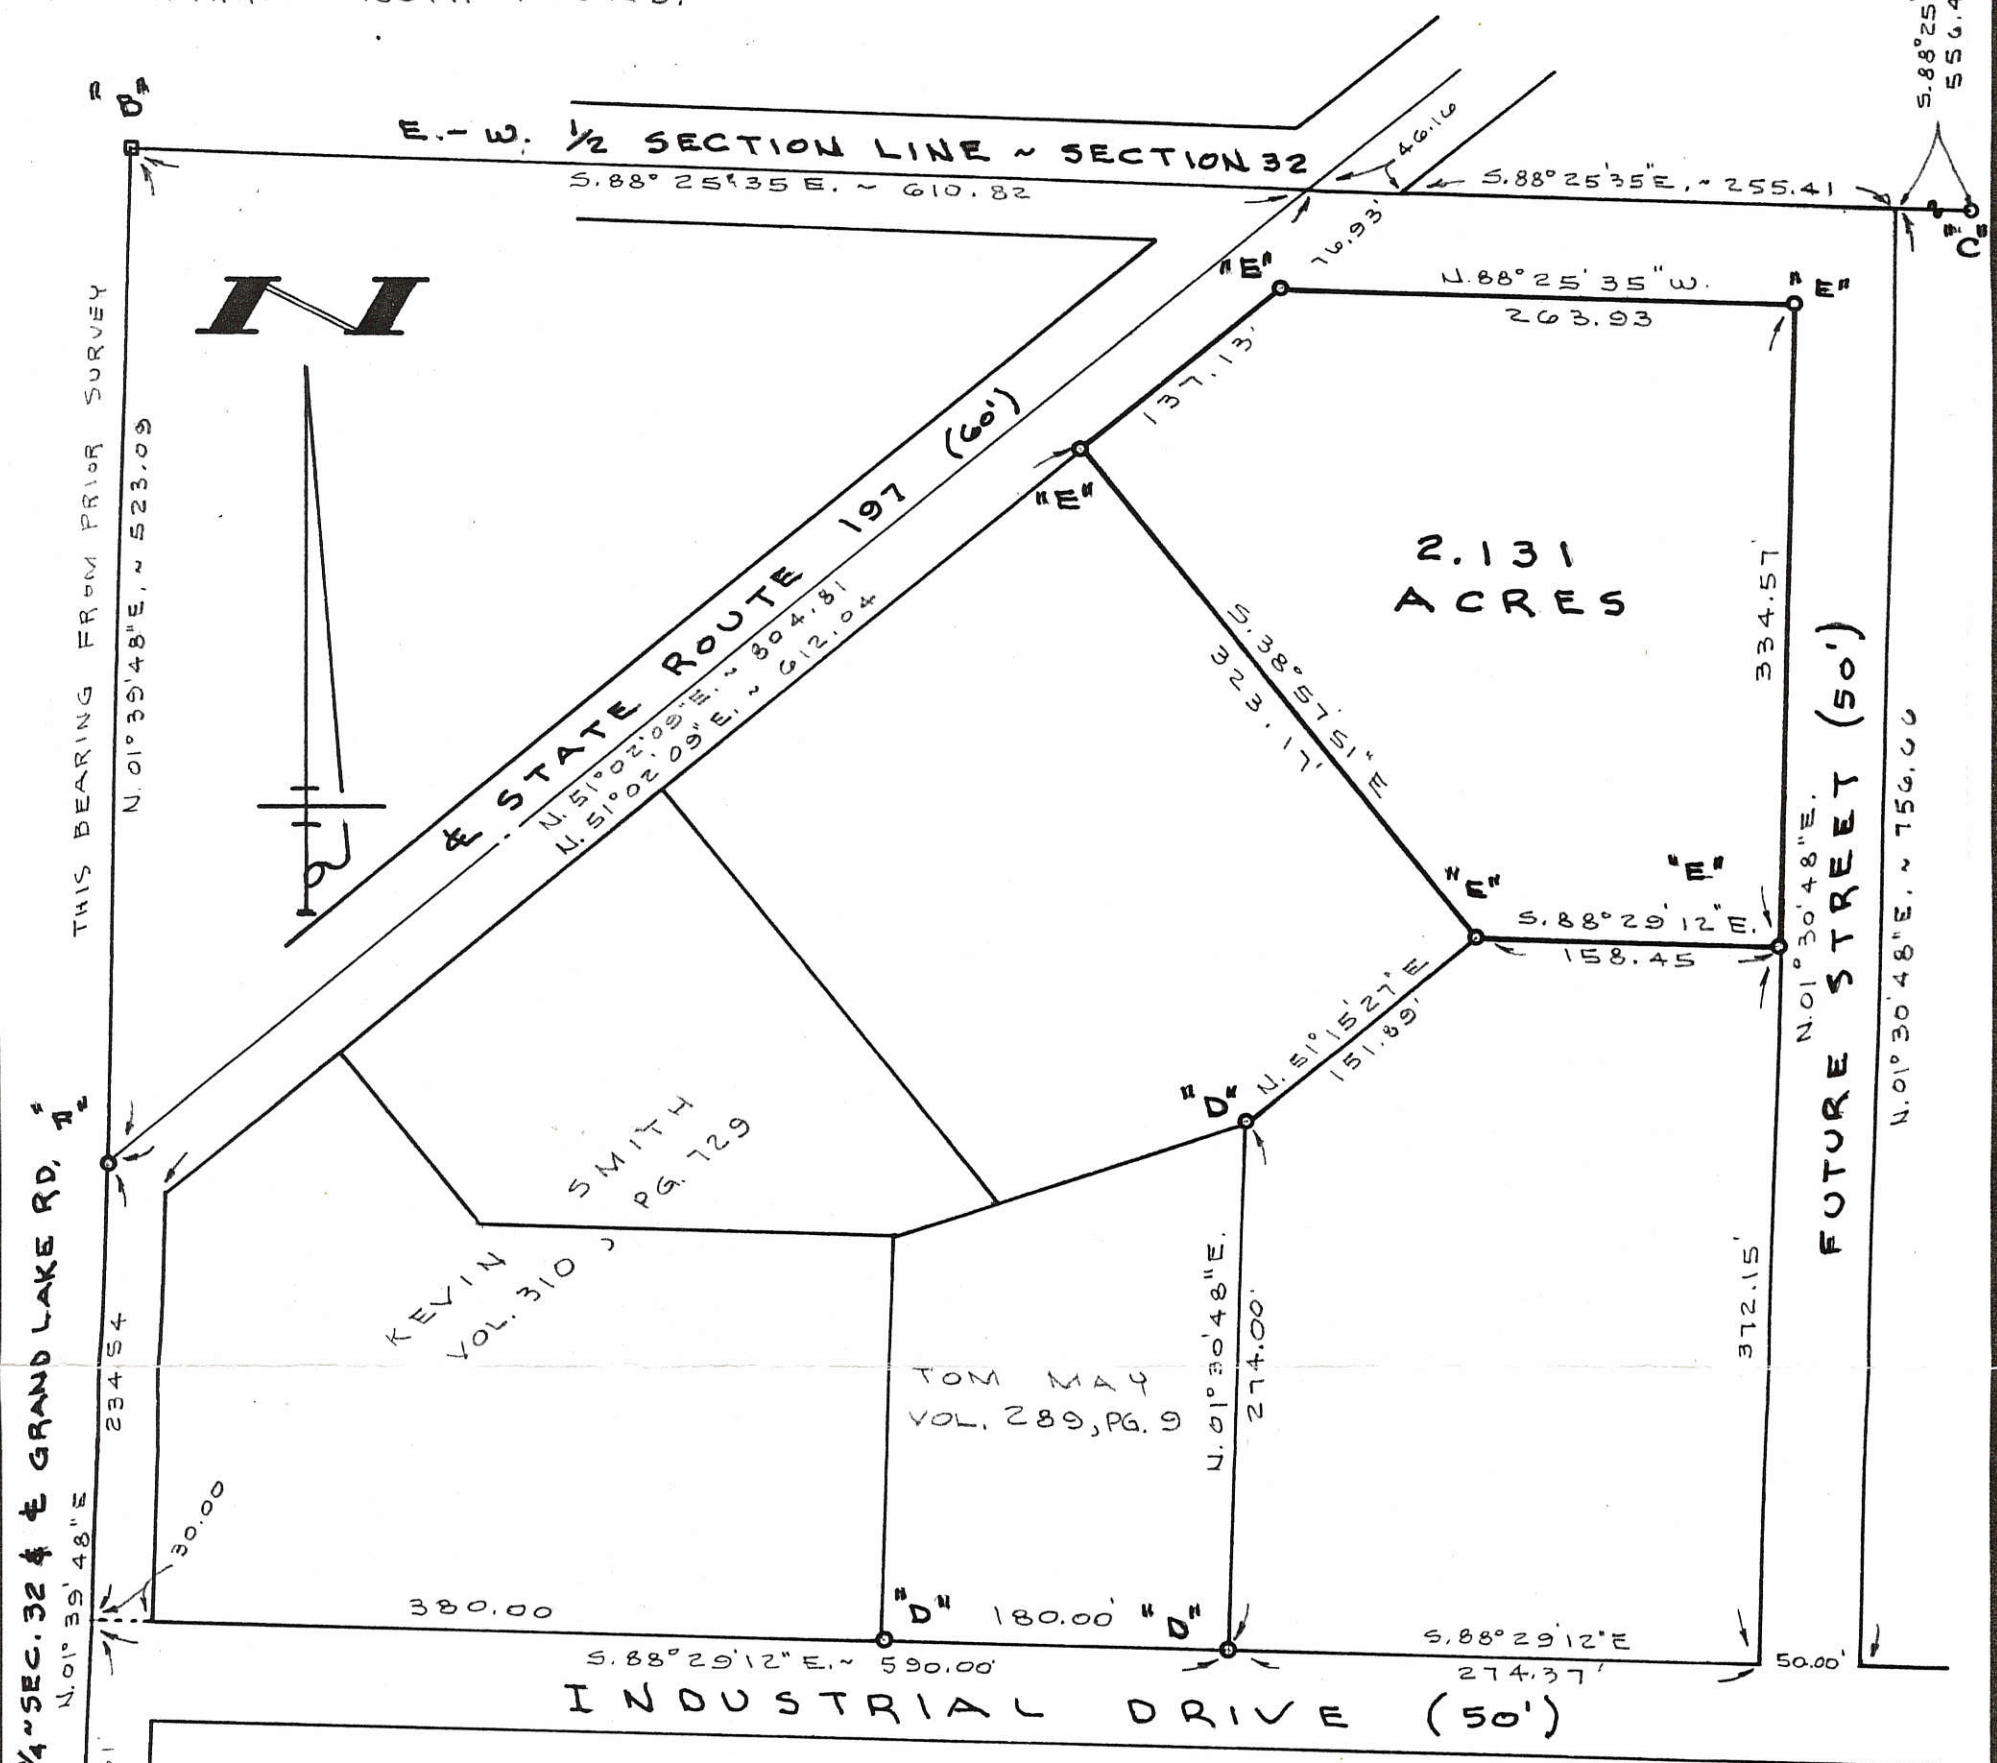 S.88°25'
556.4
"B"
E.-W. 1/2 SECTION LINE ~ SECTION 32
S.88°25'35 E. ~ 610.82
46.16
S.88°25'35"E. ~ 255.41
"C"
76.93'
"E"
N.88°25'35"W.
263.93
"E"
N
137.13'
"E"
THIS BEARING FROM PRIOR SURVEY
N.01°39'48"E. ~ 523.09
℄ STATE ROUTE 197 (60')
N.51°02'09"E. ~ 804.81
N.51°02'09"E. ~ 612.04
2.131
ACRES
S.38°57'51"E
323.17'
334.57'
"E"
"E"
S.88°29'12"E.
158.45
N.01°30'48"E.
FUTURE STREET (50')
N.01°30'48"E. ~ 756.66
N.51°15'27"E
151.89'
"D"
KEVIN SMITH
VOL. 310, PG. 729
TOM MAY
VOL. 289, PG. 9
N.01°30'48"E.
274.00'
372.15'
1/4 ~ SEC. 32 & ℄ GRAND LAKE RD.
234.54
N.01°39'48"E
30.00
380.00
"D"
180.00'
"D"
S.88°29'12"E. ~ 590.00'
S.88°29'12"E
274.37'
50.00'
INDUSTRIAL DRIVE (50')